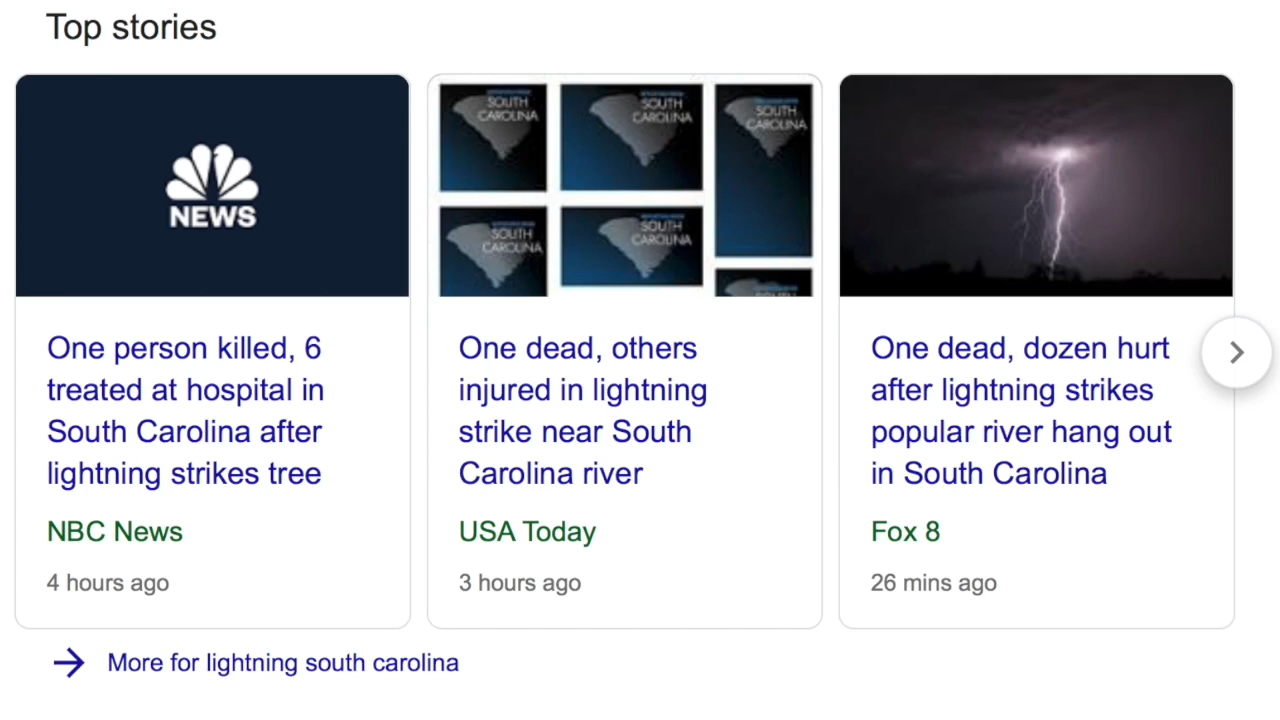 Top stories
NEWS
SOUTH
CAROLINA
SOUTH
CAROLINA
SOUTH
CAROLINA
SOUTH
CAROLINA
SOUTH
CAROLINA
One person killed, 6
treated at hospital in
South Carolina after
lightning strikes tree
NBC News
4 hours ago
One dead, others
injured in lightning
strike near South
Carolina river
USA Today
3 hours ago
One dead, dozen hurt
after lightning strikes
popular river hang out
in South Carolina
Fox 8
26 mins ago
More for lightning south carolina